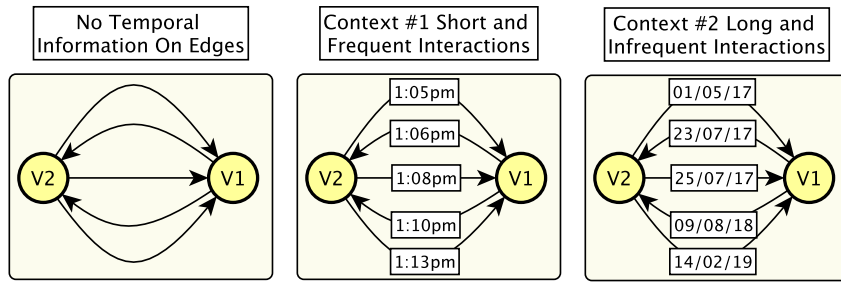 No Temporal
Information On Edges
Context #1 Short and
Frequent Interactions
Context #2 Long and
Infrequent Interactions
V2
V1
1:05pm
1:06pm
V2
1:08pm
V1
1:10pm
1:13pm
01/05/17
23/07/17
V2
25/07/17
V1
09/08/18
14/02/19